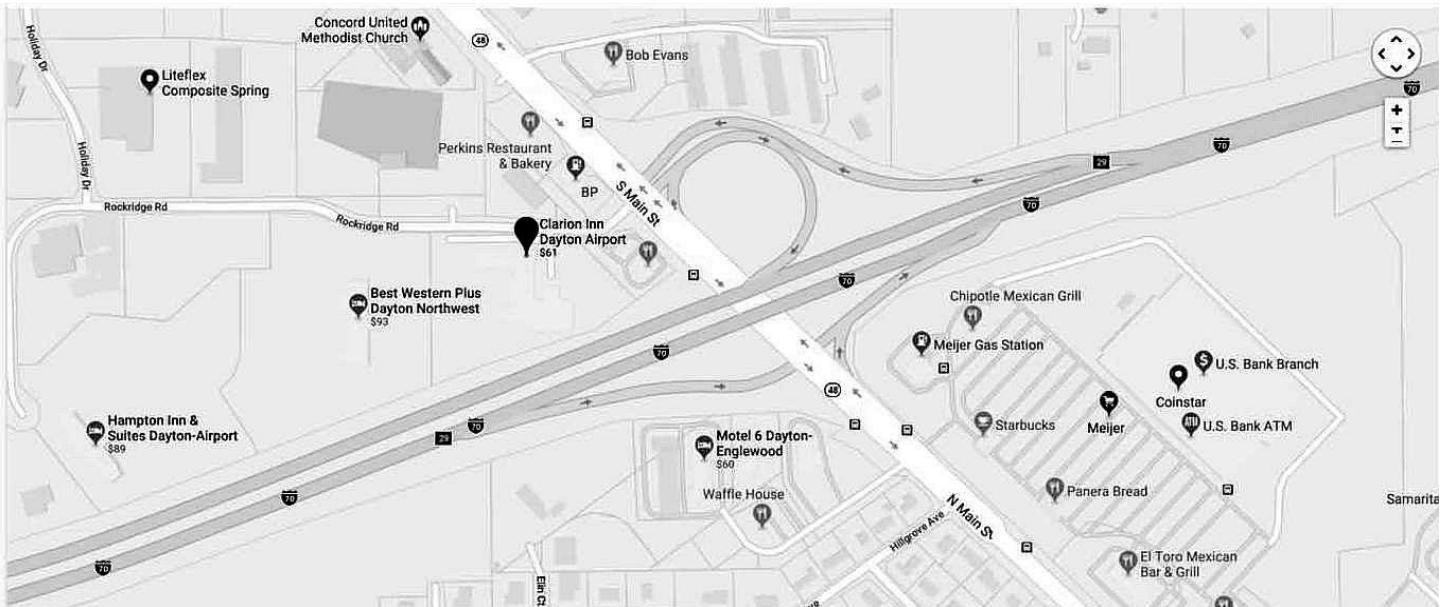 Holiday Dr
Concord United
Methodist Church
48
Bob Evans
Liteflex
Composite Spring
70
+
−
Perkins Restaurant
& Bakery
BP
70
29
Holiday Dr
S Main St
Rockridge Rd
Rockridge Rd
70
Clarion Inn
Dayton Airport
$61
70
Best Western Plus
Dayton Northwest
$93
Chipotle Mexican Grill
Meijer Gas Station
70
U.S. Bank Branch
48
Coinstar
Hampton Inn &
Suites Dayton-Airport
$89
Meijer
ATM
U.S. Bank ATM
Starbucks
70
29
Motel 6 Dayton-
Englewood
$60
Waffle House
Panera Bread
70
N Main St
Samarita
Hillgrove Ave
El Toro Mexican
Bar & Grill
70
Elin Ct